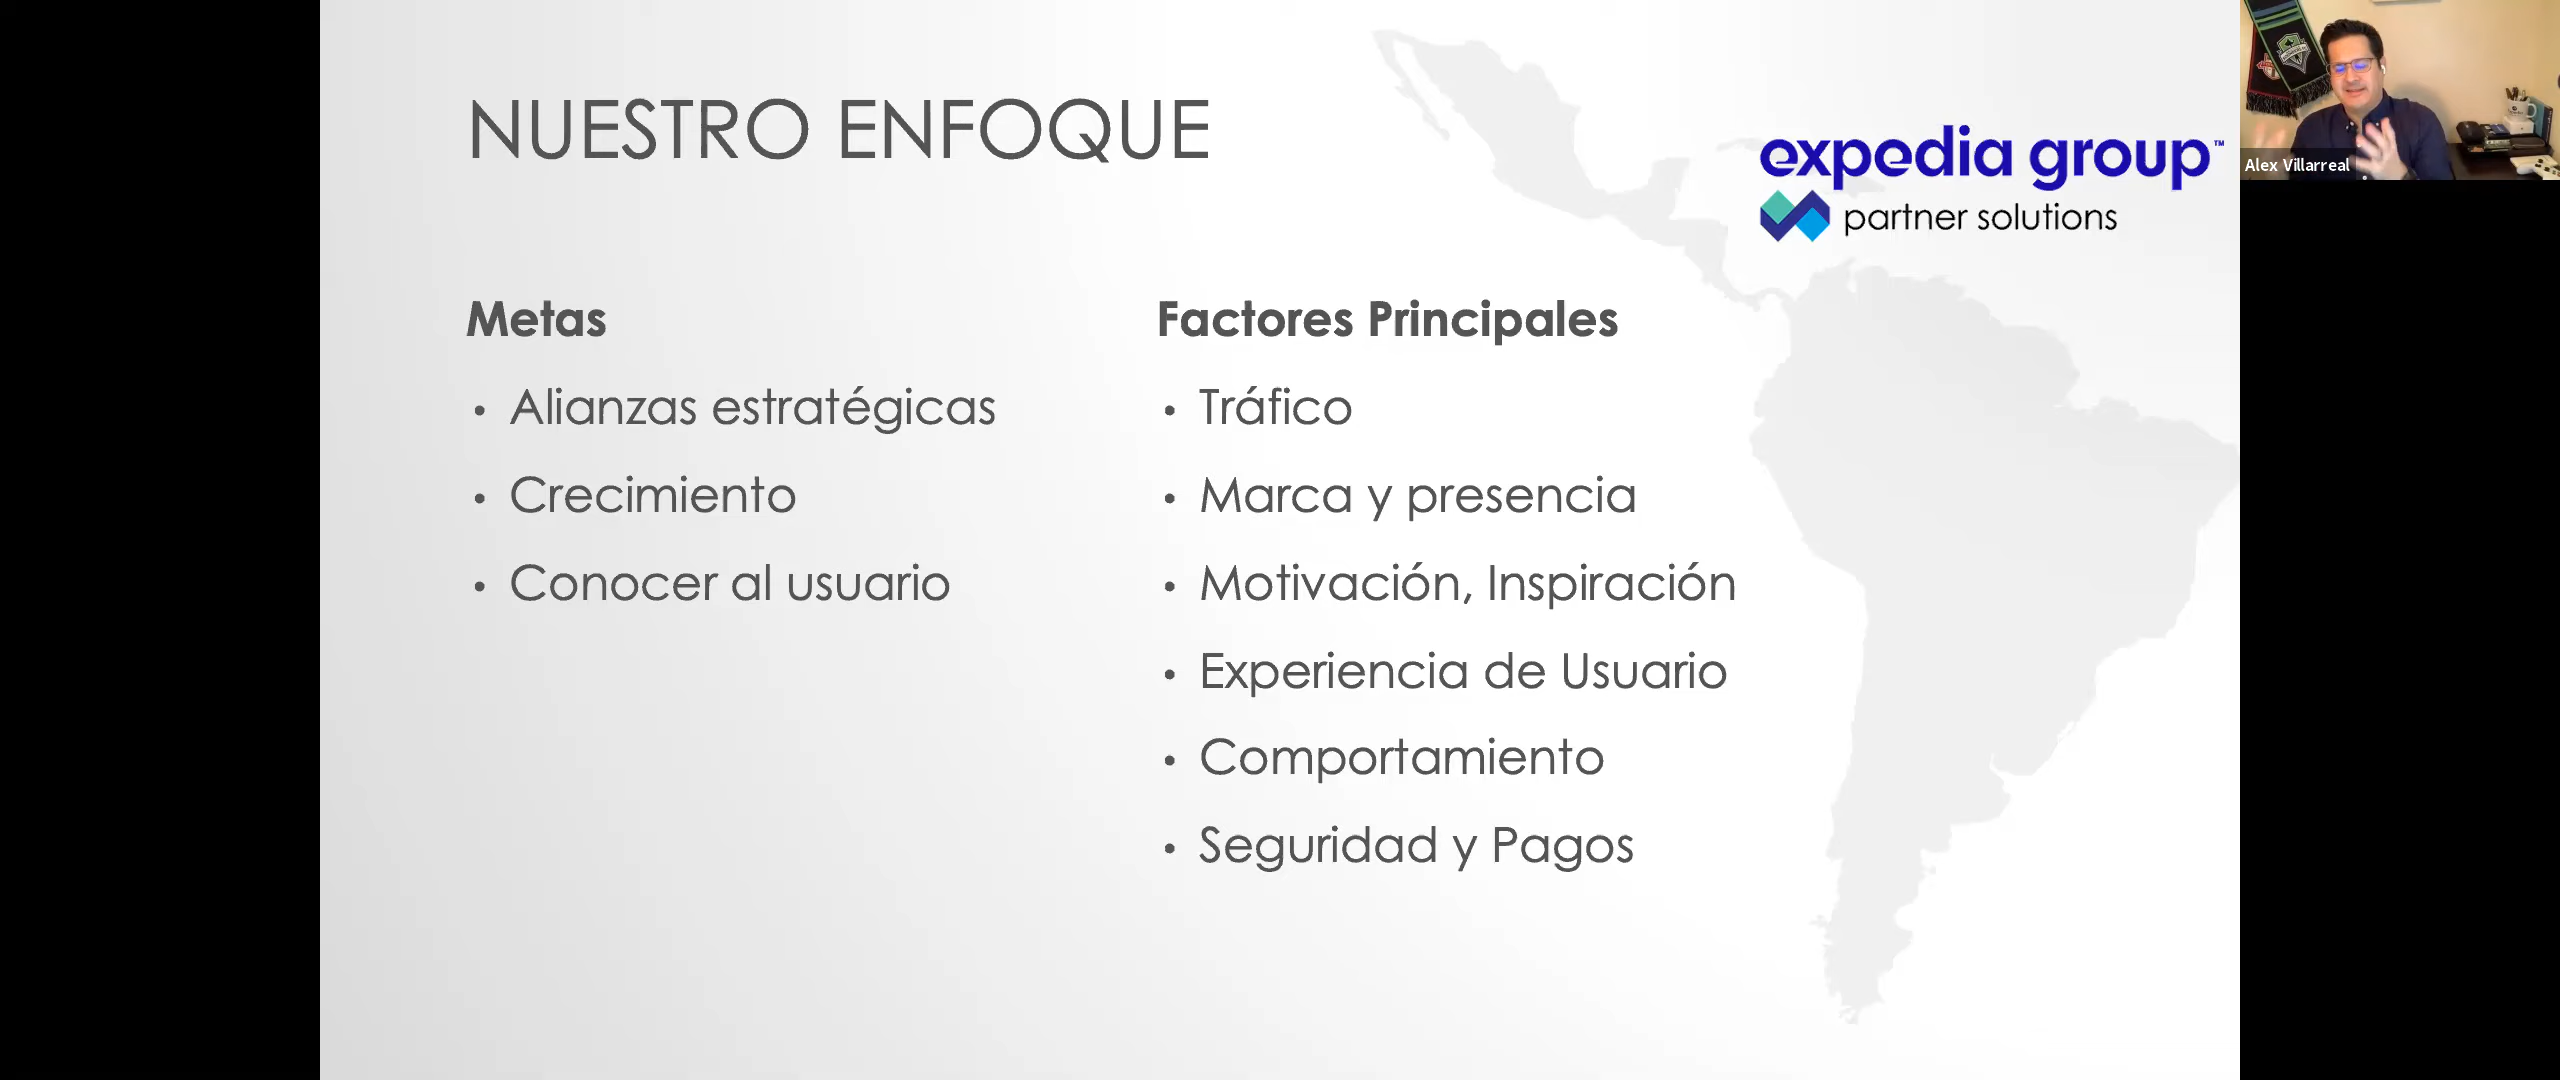 NUESTRO ENFOQUE
expedia group™
partner solutions
Alex Villarreal
Metas
• Alianzas estratégicas
• Crecimiento
• Conocer al usuario
Factores Principales
• Tráfico
• Marca y presencia
• Motivación, Inspiración
• Experiencia de Usuario
• Comportamiento
• Seguridad y Pagos